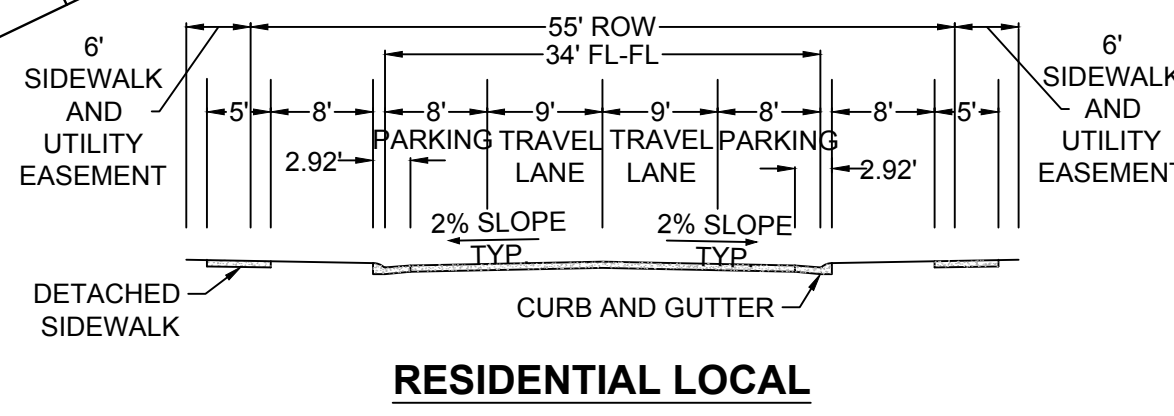 55' ROW
34' FL-FL
6'
SIDEWALK
AND
UTILITY
EASEMENT
6'
SIDEWALK
AND
UTILITY
EASEMENT
5' 8' 8' 9' 9' 8' 8' 5'
PARKING TRAVEL LANE TRAVEL LANE PARKING
2.92' 2.92'
2% SLOPE
TYP.
2% SLOPE
TYP.
DETACHED
SIDEWALK
CURB AND GUTTER
RESIDENTIAL LOCAL